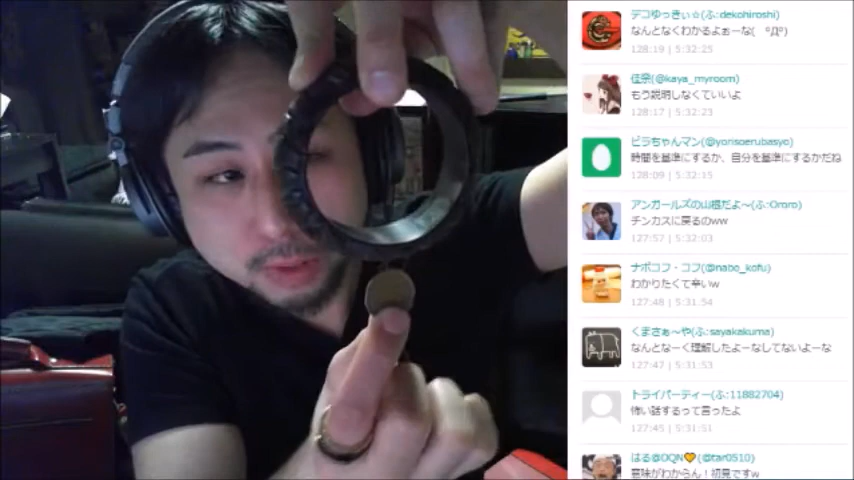 デコゆっきぃ☆(ふ:dekohiroshi)
なんとなくわかるよぉーな(　°Д°)
128:19 | 5:32:25
佳奈(@kaya_myroom)
もう説明しなくていいよ
128:17 | 5:32:23
ビラちゃんマン(@yorisoerubasyo)
時間を基準にするか、自分を基準にするかだね
128:09 | 5:32:15
アンガールズの山根だよ～(ふ:Ororo)
チンカスに戻るのww
127:57 | 5:32:03
ナポコフ・コフ(@nabo_kofu)
わかりたくて辛いw
127:48 | 5:31:54
くまさぁ～や(ふ:sayakakuma)
なんとなーく理解したよーなしてないよーな
127:47 | 5:31:53
トライパーティー(ふ:11882704)
怖い話するって言ったよ
127:45 | 5:31:51
はる@DQN🧡(@tar0510)
意味がわからん！初見ですw